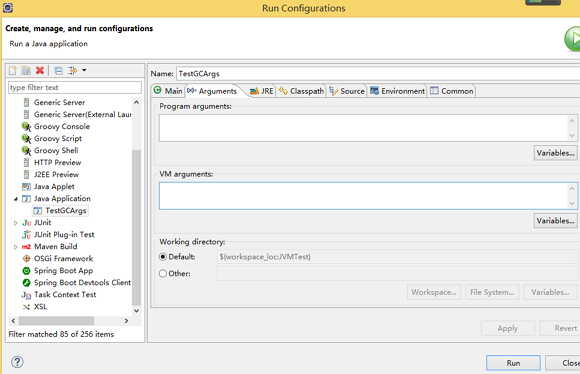 Run Configurations
Create, manage, and run configurations
Run a Java application
type filter text
Generic Server
Generic Server(External Laun
Groovy Console
Groovy Script
Groovy Shell
HTTP Preview
J2EE Preview
Java Applet
Java Application
TestGCArgs
JUnit
JUnit Plug-in Test
Maven Build
OSGi Framework
Spring Boot App
Spring Boot Devtools Client
Task Context Test
XSL
Filter matched 85 of 256 items
Name: TestGCArgs
Main Arguments JRE Classpath Source Environment Common
Program arguments:
Variables...
VM arguments:
Variables...
Working directory:
Default: ${workspace_loc:JVMTest}
Other:
Workspace... File System... Variables...
Apply Revert
Run Close